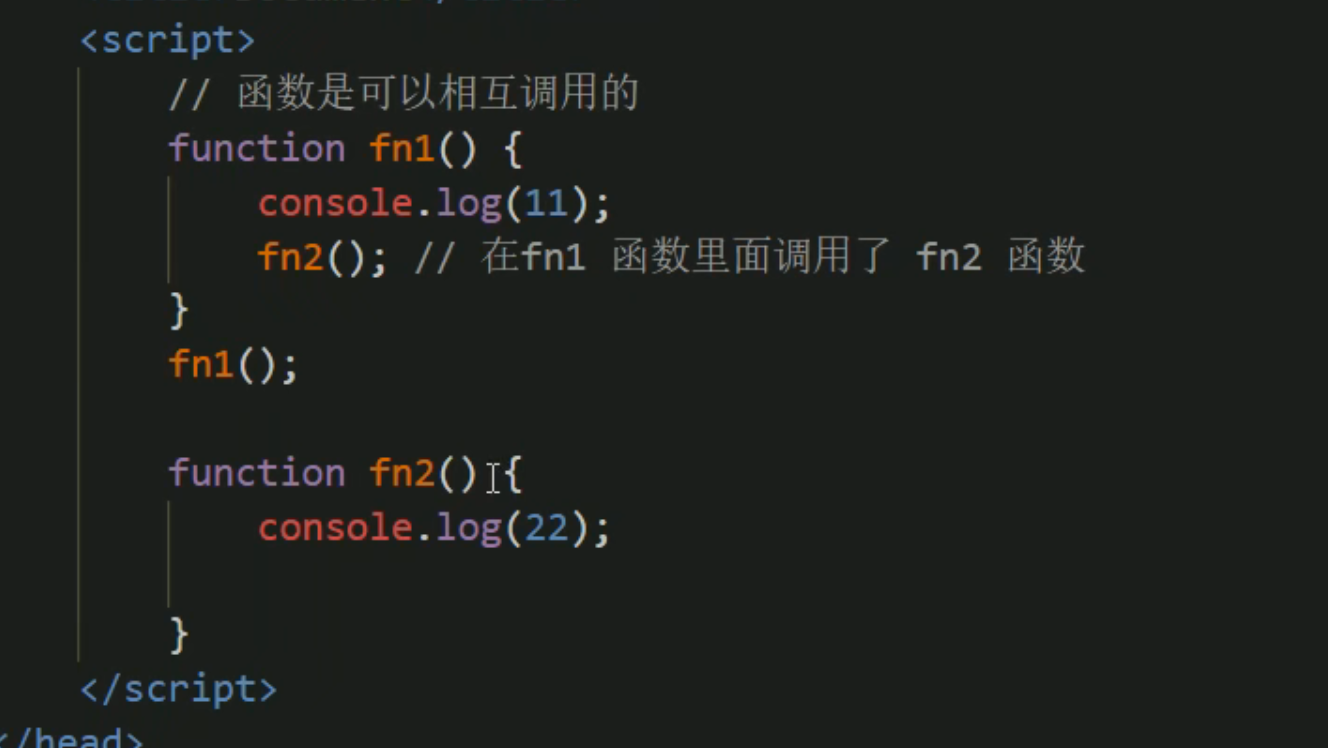 <script>
// 函数是可以相互调用的
function fn1() {
console.log(11);
fn2(); // 在fn1 函数里面调用了 fn2 函数
}
fn1();
function fn2() {
console.log(22);
}
</script>
</head>